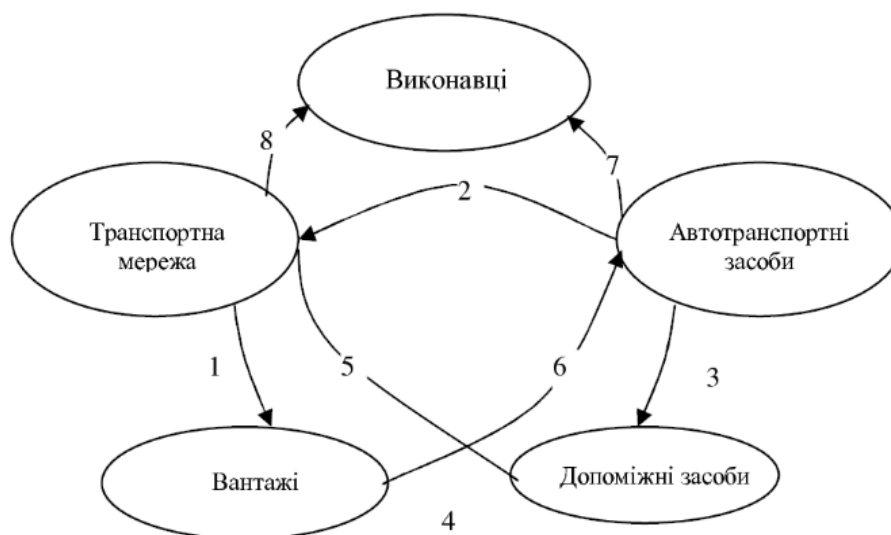 Виконавці
8
7
2
Транспортна
мережа
Автотранспортні
засоби
1
5
6
3
Вантажі
Допоміжні засоби
4